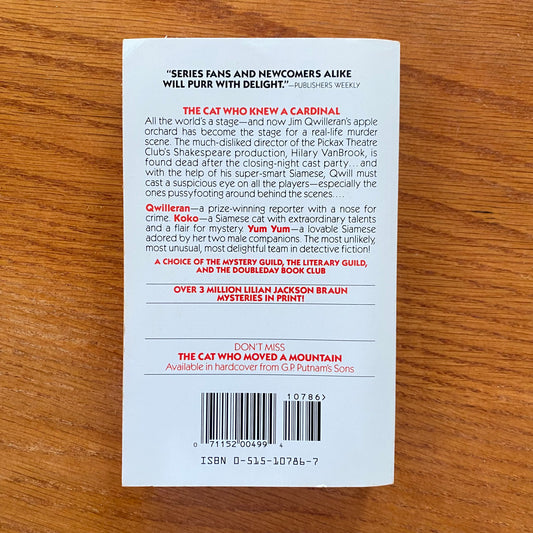 "SERIES FANS AND NEWCOMERS ALIKE
WILL PURR WITH DELIGHT."—PUBLISHERS WEEKLY
THE CAT WHO KNEW A CARDINAL
All the world's a stage—and now Jim Qwilleran's apple
orchard has become the stage for a real-life murder
scene. The much-disliked director of the Pickax Theatre
Club's Shakespeare production, Hilary VanBrook, is
found dead after the closing-night cast party...and
with the help of his super-smart Siamese, Qwill must
cast a suspicious eye on all the players—especially the
ones pussyfooting around behind the scenes....
Qwilleran—a prize-winning reporter with a nose for
crime. Koko—a Siamese cat with extraordinary talents
and a flair for mystery. Yum Yum—a lovable Siamese
adored by her two male companions. The most unlikely,
most unusual, most delightful team in detective fiction!
A CHOICE OF THE MYSTERY GUILD, THE LITERARY GUILD,
AND THE DOUBLEDAY BOOK CLUB
OVER 3 MILLION LILIAN JACKSON BRAUN
MYSTERIES IN PRINT!
DON'T MISS
THE CAT WHO MOVED A MOUNTAIN
Available in hardcover from G.P. Putnam's Sons
10786>
0 71152 00499 4
ISBN 0-515-10786-7